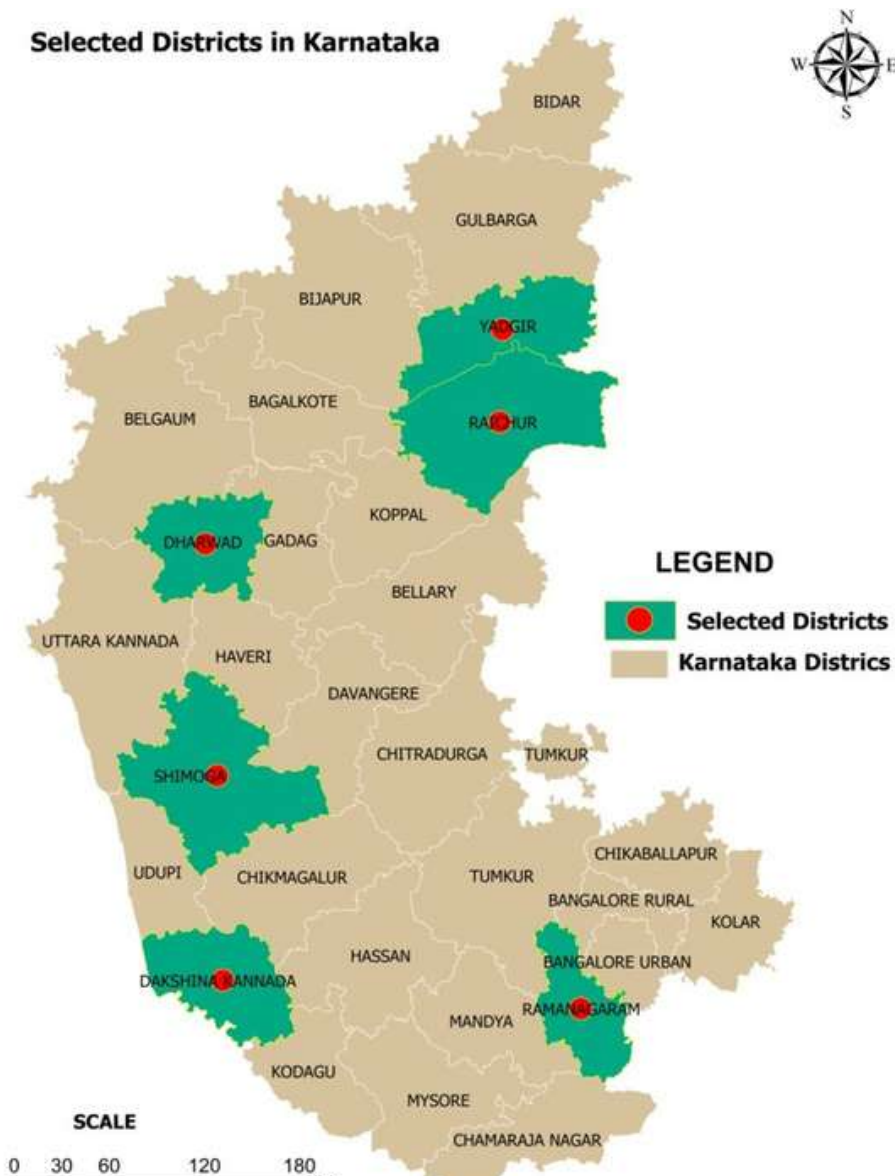 Selected Districts in Karnataka
N
W E
S
BIDAR
GULBARGA
BIJAPUR
YADGIR
BAGALKOTE
BELGAUM
RAICHUR
KOPPAL
DHARWAD
GADAG
BELLARY
LEGEND
Selected Districts
Karnataka Districs
UTTARA KANNADA
HAVERI
DAVANGERE
CHITRADURGA
TUMKUR
SHIMOGA
CHIKABALLAPUR
UDUPI
CHIKMAGALUR
TUMKUR
BANGALORE RURAL
KOLAR
HASSAN
BANGALORE URBAN
DAKSHINA KANNADA
RAMANAGARAM
MANDYA
KODAGU
MYSORE
CHAMARAJA NAGAR
SCALE
0 30 60 120 180